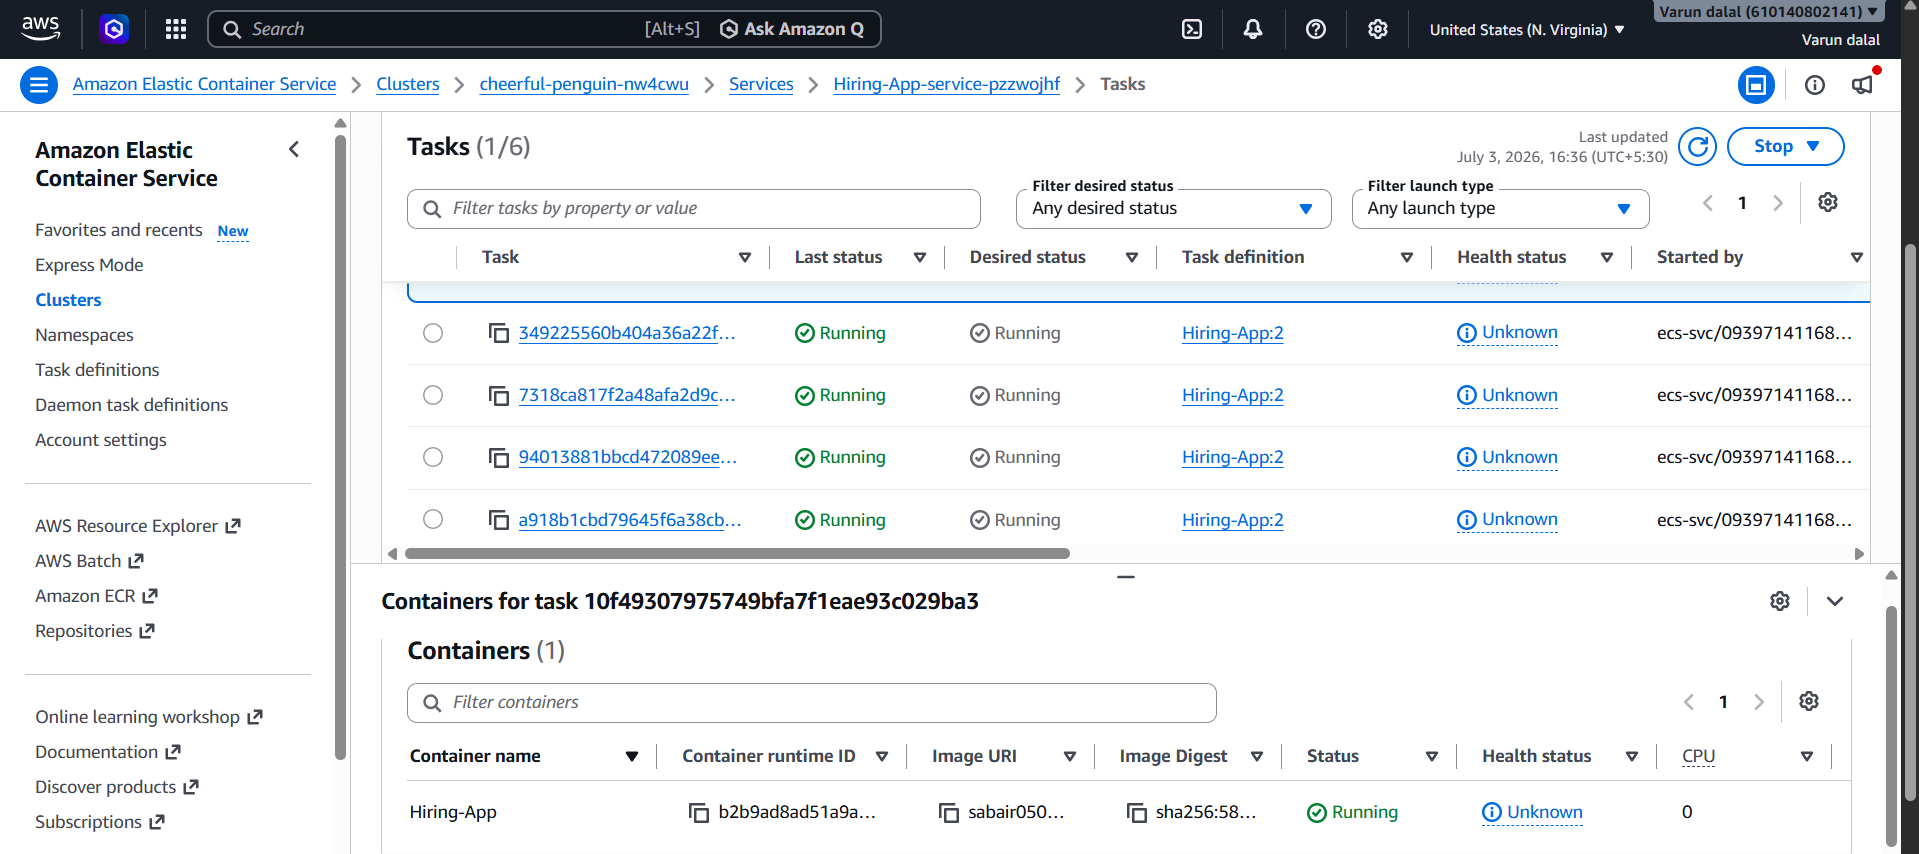 aws
Search [Alt+S] Ask Amazon Q
United States (N. Virginia)
Varun dalal (610140802141)
Varun dalal
Amazon Elastic Container Service
Clusters
cheerful-penguin-nw4cwu
Services
Hiring-App-service-pzzwojhf
Tasks
Amazon Elastic
Container Service
Favorites and recents New
Express Mode
Clusters
Namespaces
Task definitions
Daemon task definitions
Account settings
AWS Resource Explorer
AWS Batch
Amazon ECR
Repositories
Online learning workshop
Documentation
Discover products
Subscriptions
Tasks (1/6)
Last updated
July 3, 2026, 16:36 (UTC+5:30)
Stop
Filter tasks by property or value
Filter desired status
Any desired status
Filter launch type
Any launch type
1
Task Last status Desired status Task definition Health status Started by
349225560b404a36a22f... Running Running Hiring-App:2 Unknown ecs-svc/09397141168...
7318ca817f2a48afa2d9c... Running Running Hiring-App:2 Unknown ecs-svc/09397141168...
94013881bbcd472089ee... Running Running Hiring-App:2 Unknown ecs-svc/09397141168...
a918b1cbd79645f6a38cb... Running Running Hiring-App:2 Unknown ecs-svc/09397141168...
Containers for task 10f49307975749bfa7f1eae93c029ba3
Containers (1)
Filter containers
1
Container name Container runtime ID Image URI Image Digest Status Health status CPU
Hiring-App b2b9ad8ad51a9a... sabair050... sha256:58... Running Unknown 0